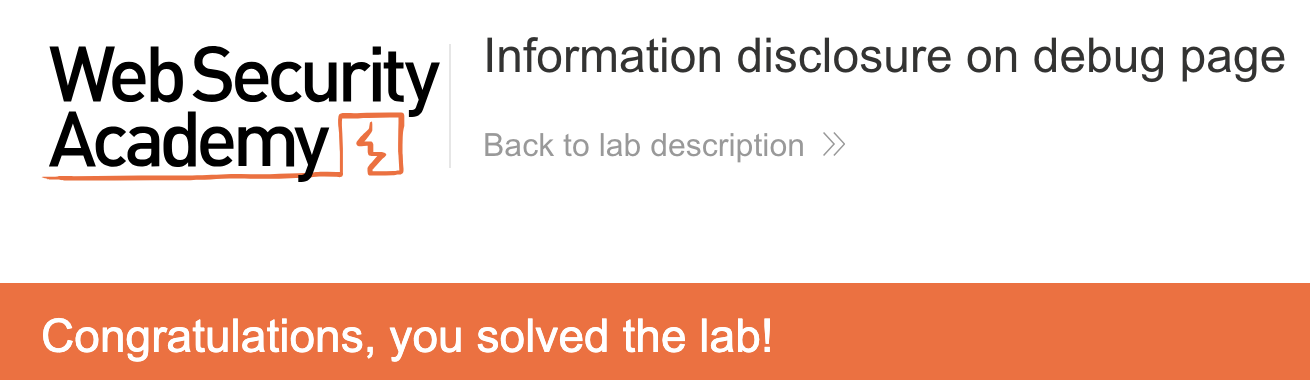 Web Security
Academy
Information disclosure on debug page
Back to lab description
Congratulations, you solved the lab!